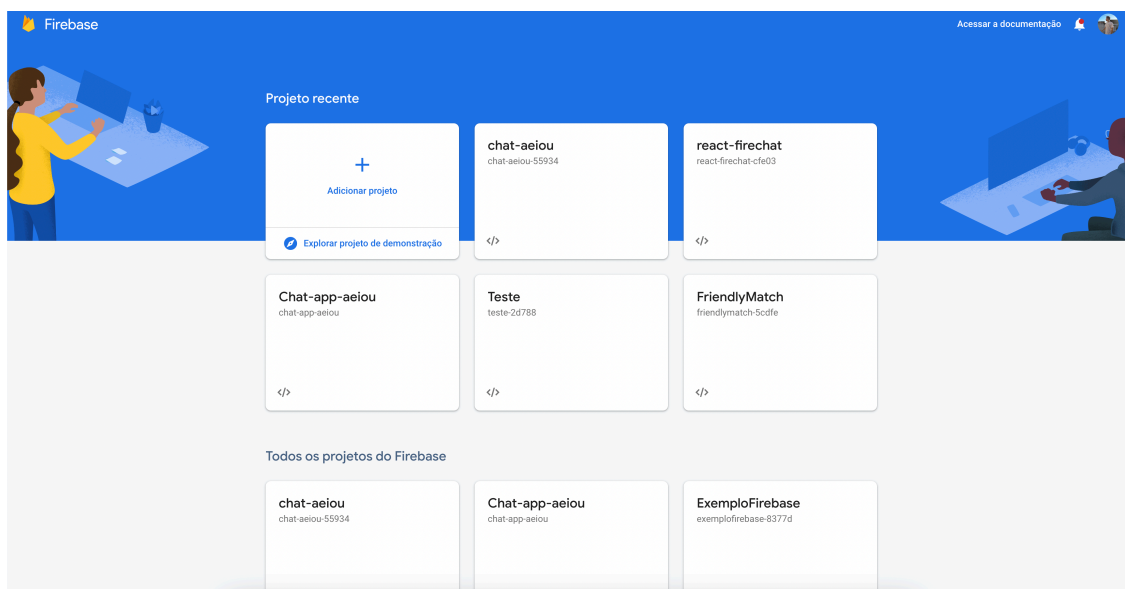 Firebase
Acessar a documentação
Projeto recente
Adicionar projeto
Explorar projeto de demonstração
chat-aeiou
chat-aeiou-55934
</>
react-firechat
react-firechat-cfe03
</>
Chat-app-aeiou
chat-app-aeiou
</>
Teste
teste-2d788
</>
FriendlyMatch
friendlymatch-5cdfe
</>
Todos os projetos do Firebase
chat-aeiou
chat-aeiou-55934
Chat-app-aeiou
chat-app-aeiou
ExemploFirebase
exemplofirebase-8377d